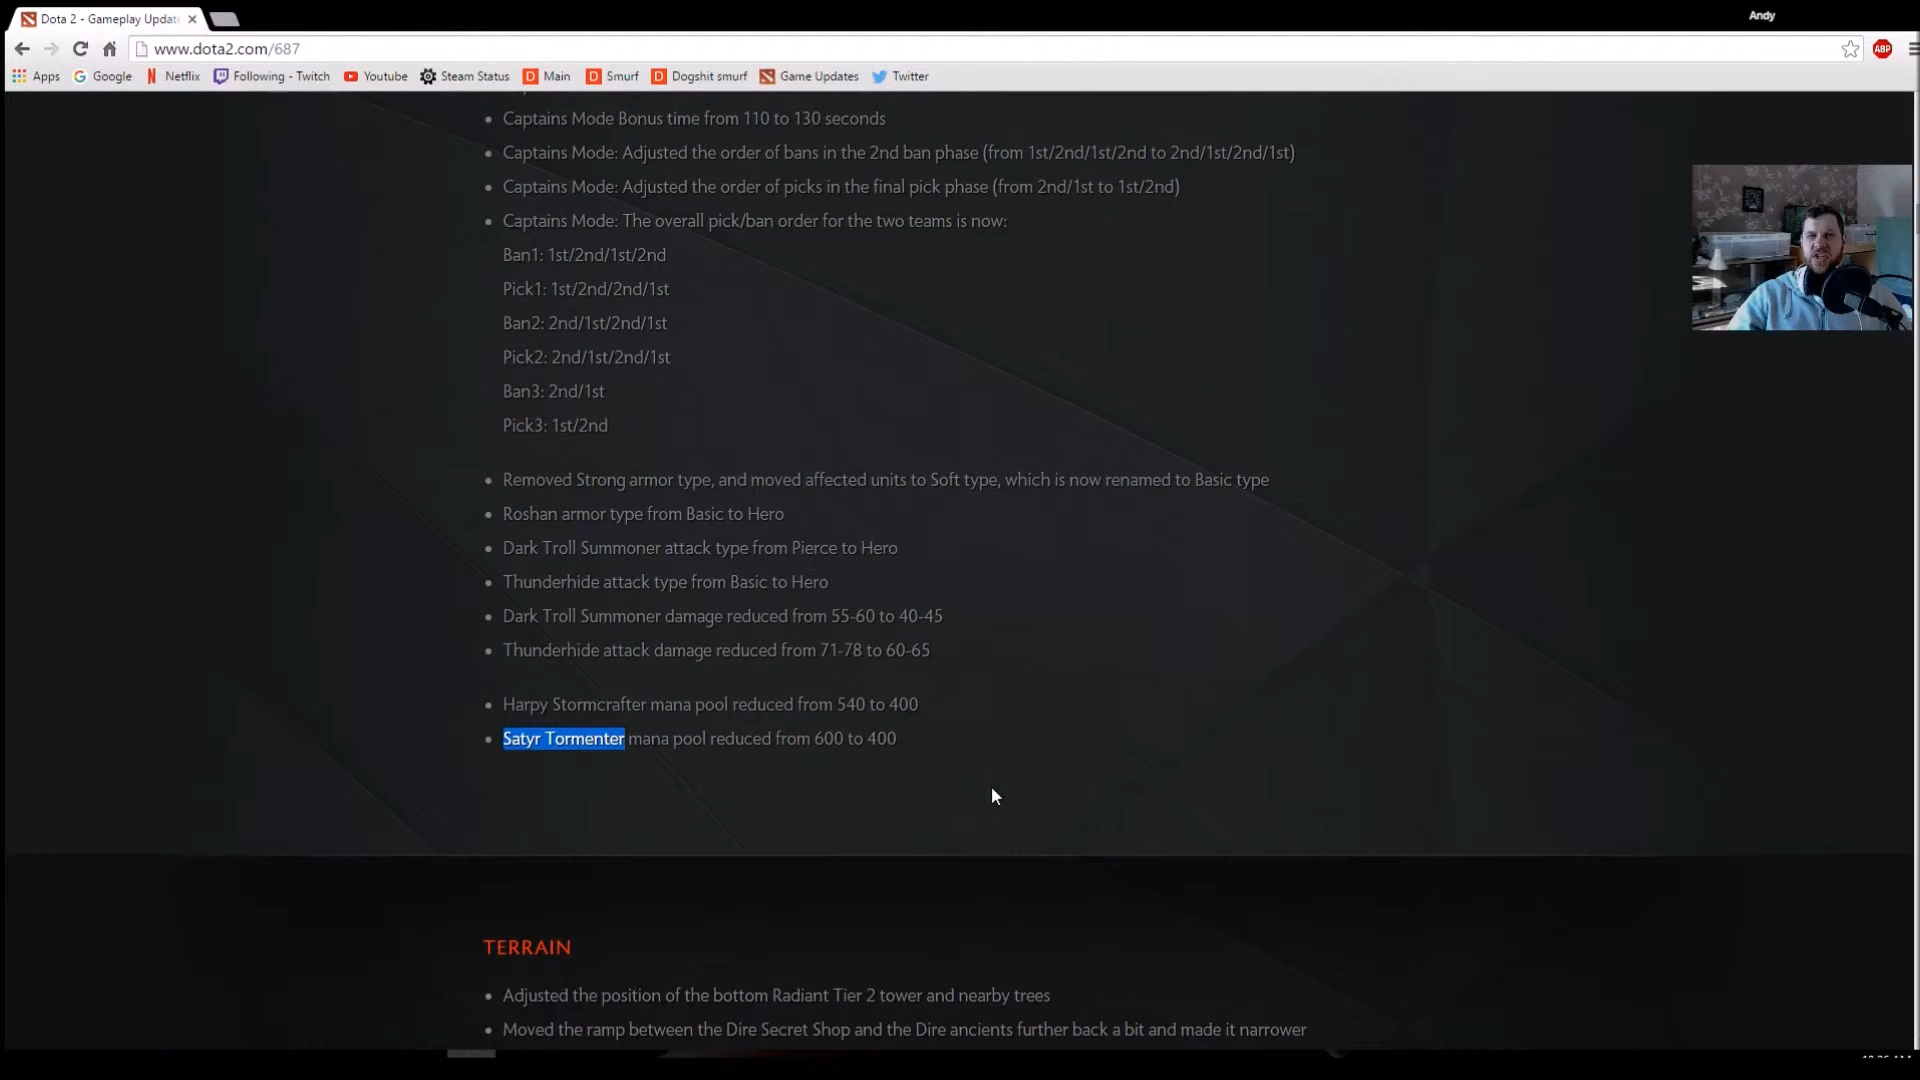 Dota 2 - Gameplay Updat
Andy
www.dota2.com/687
ABP
Apps
Google
Netflix
Following - Twitch
Youtube
Steam Status
Main
Smurf
Dogshit smurf
Game Updates
Twitter
Captains Mode Bonus time from 110 to 130 seconds
Captains Mode: Adjusted the order of bans in the 2nd ban phase (from 1st/2nd/1st/2nd to 2nd/1st/2nd/1st)
Captains Mode: Adjusted the order of picks in the final pick phase (from 2nd/1st to 1st/2nd)
Captains Mode: The overall pick/ban order for the two teams is now:
Ban1: 1st/2nd/1st/2nd
Pick1: 1st/2nd/2nd/1st
Ban2: 2nd/1st/2nd/1st
Pick2: 2nd/1st/2nd/1st
Ban3: 2nd/1st
Pick3: 1st/2nd
Removed Strong armor type, and moved affected units to Soft type, which is now renamed to Basic type
Roshan armor type from Basic to Hero
Dark Troll Summoner attack type from Pierce to Hero
Thunderhide attack type from Basic to Hero
Dark Troll Summoner damage reduced from 55-60 to 40-45
Thunderhide attack damage reduced from 71-78 to 60-65
Harpy Stormcrafter mana pool reduced from 540 to 400
Satyr Tormenter mana pool reduced from 600 to 400
TERRAIN
Adjusted the position of the bottom Radiant Tier 2 tower and nearby trees
Moved the ramp between the Dire Secret Shop and the Dire ancients further back a bit and made it narrower